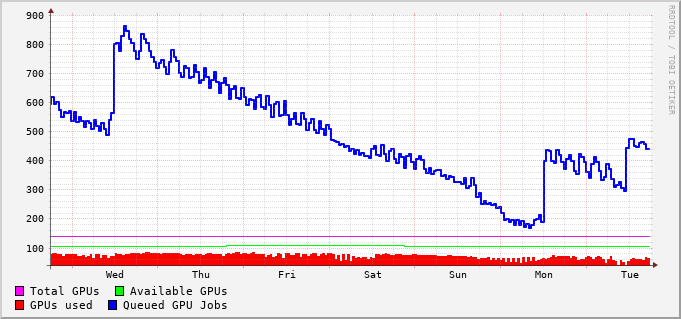 900
800
700
600
500
400
300
200
100
Wed Thu Fri Sat Sun Mon Tue
Total GPUs Available GPUs
GPUs used Queued GPU Jobs
RRDTOOL / TOBI OETIKER